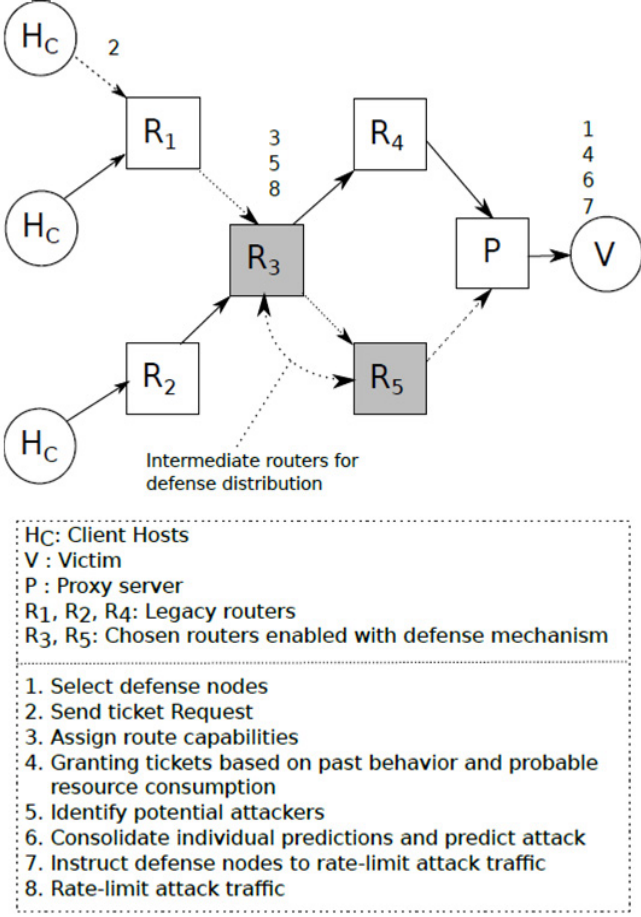 HC
2
R1
3
5
8
R4
1
4
6
7
HC
R3
P
V
R2
R5
HC
Intermediate routers for
defense distribution
HC: Client Hosts
V : Victim
P : Proxy server
R1, R2, R4: Legacy routers
R3, R5: Chosen routers enabled with defense mechanism
1. Select defense nodes
2. Send ticket Request
3. Assign route capabilities
4. Granting tickets based on past behavior and probable
resource consumption
5. Identify potential attackers
6. Consolidate individual predictions and predict attack
7. Instruct defense nodes to rate-limit attack traffic
8. Rate-limit attack traffic